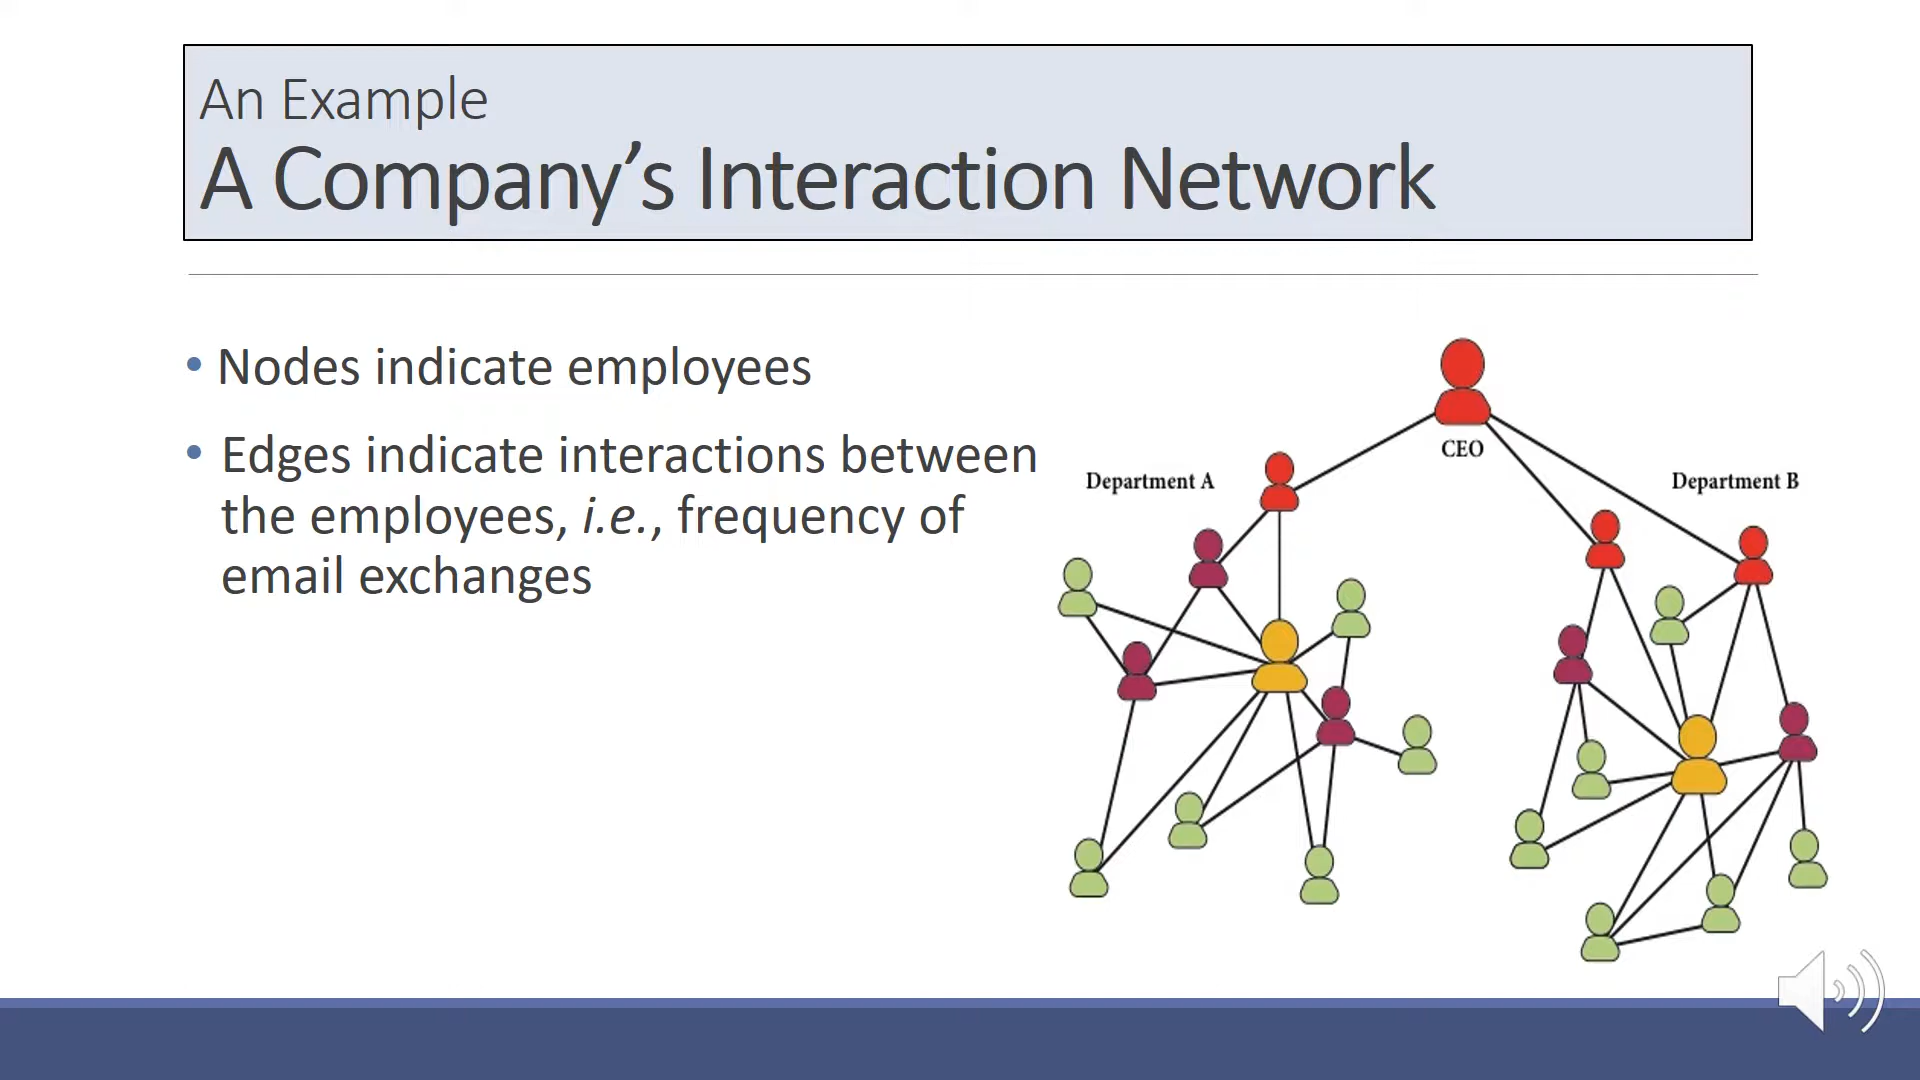 An Example
A Company’s Interaction Network
• Nodes indicate employees
• Edges indicate interactions between
the employees, i.e., frequency of
email exchanges
CEO
Department A
Department B